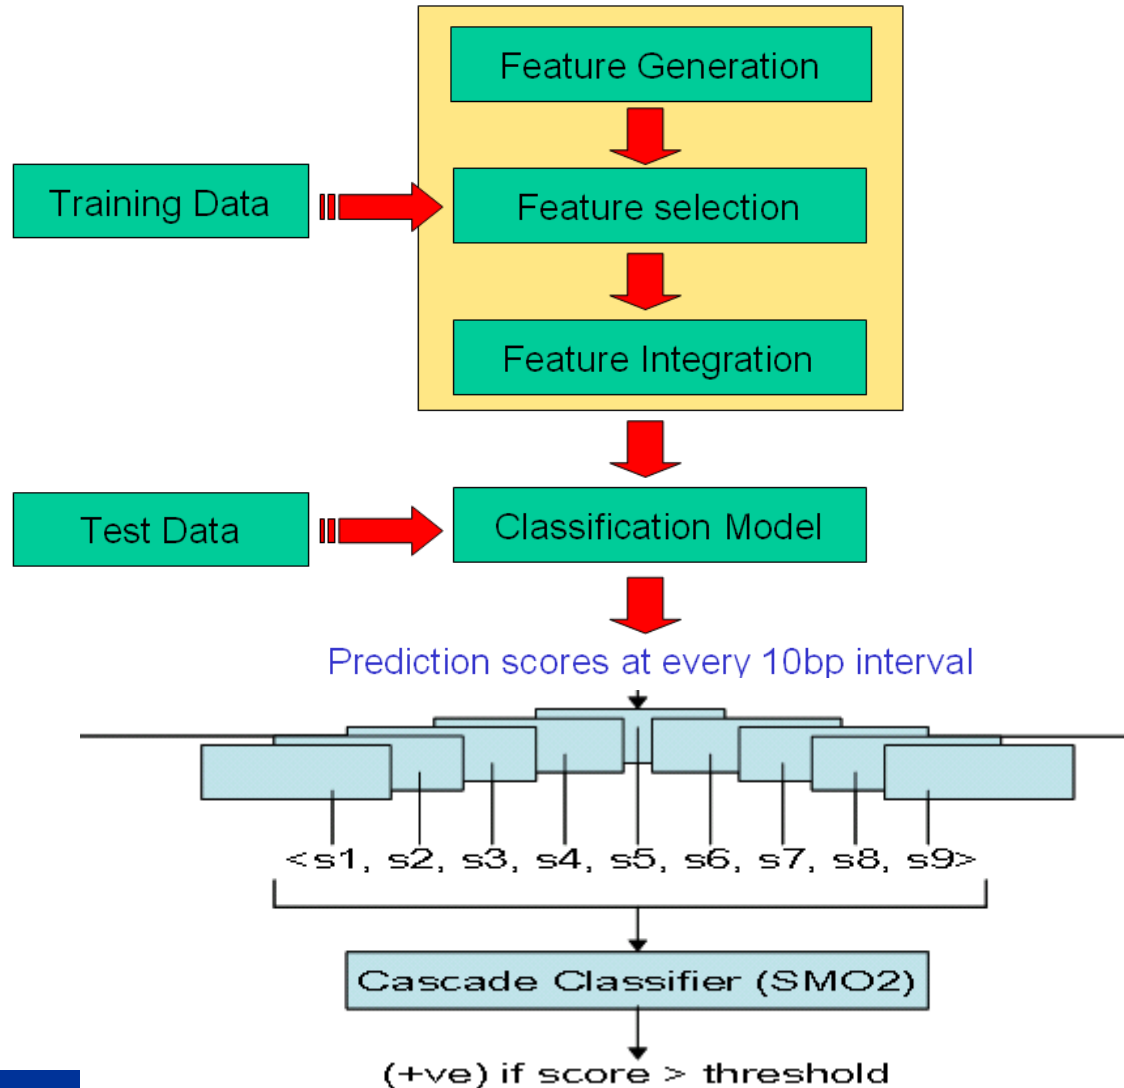 Feature Generation
Training Data
Feature selection
Feature Integration
Test Data
Classification Model
Prediction scores at every 10bp interval
<s1, s2, s3, s4, s5, s6, s7, s8, s9>
Cascade Classifier (SMO2)
(+ve) if score > threshold